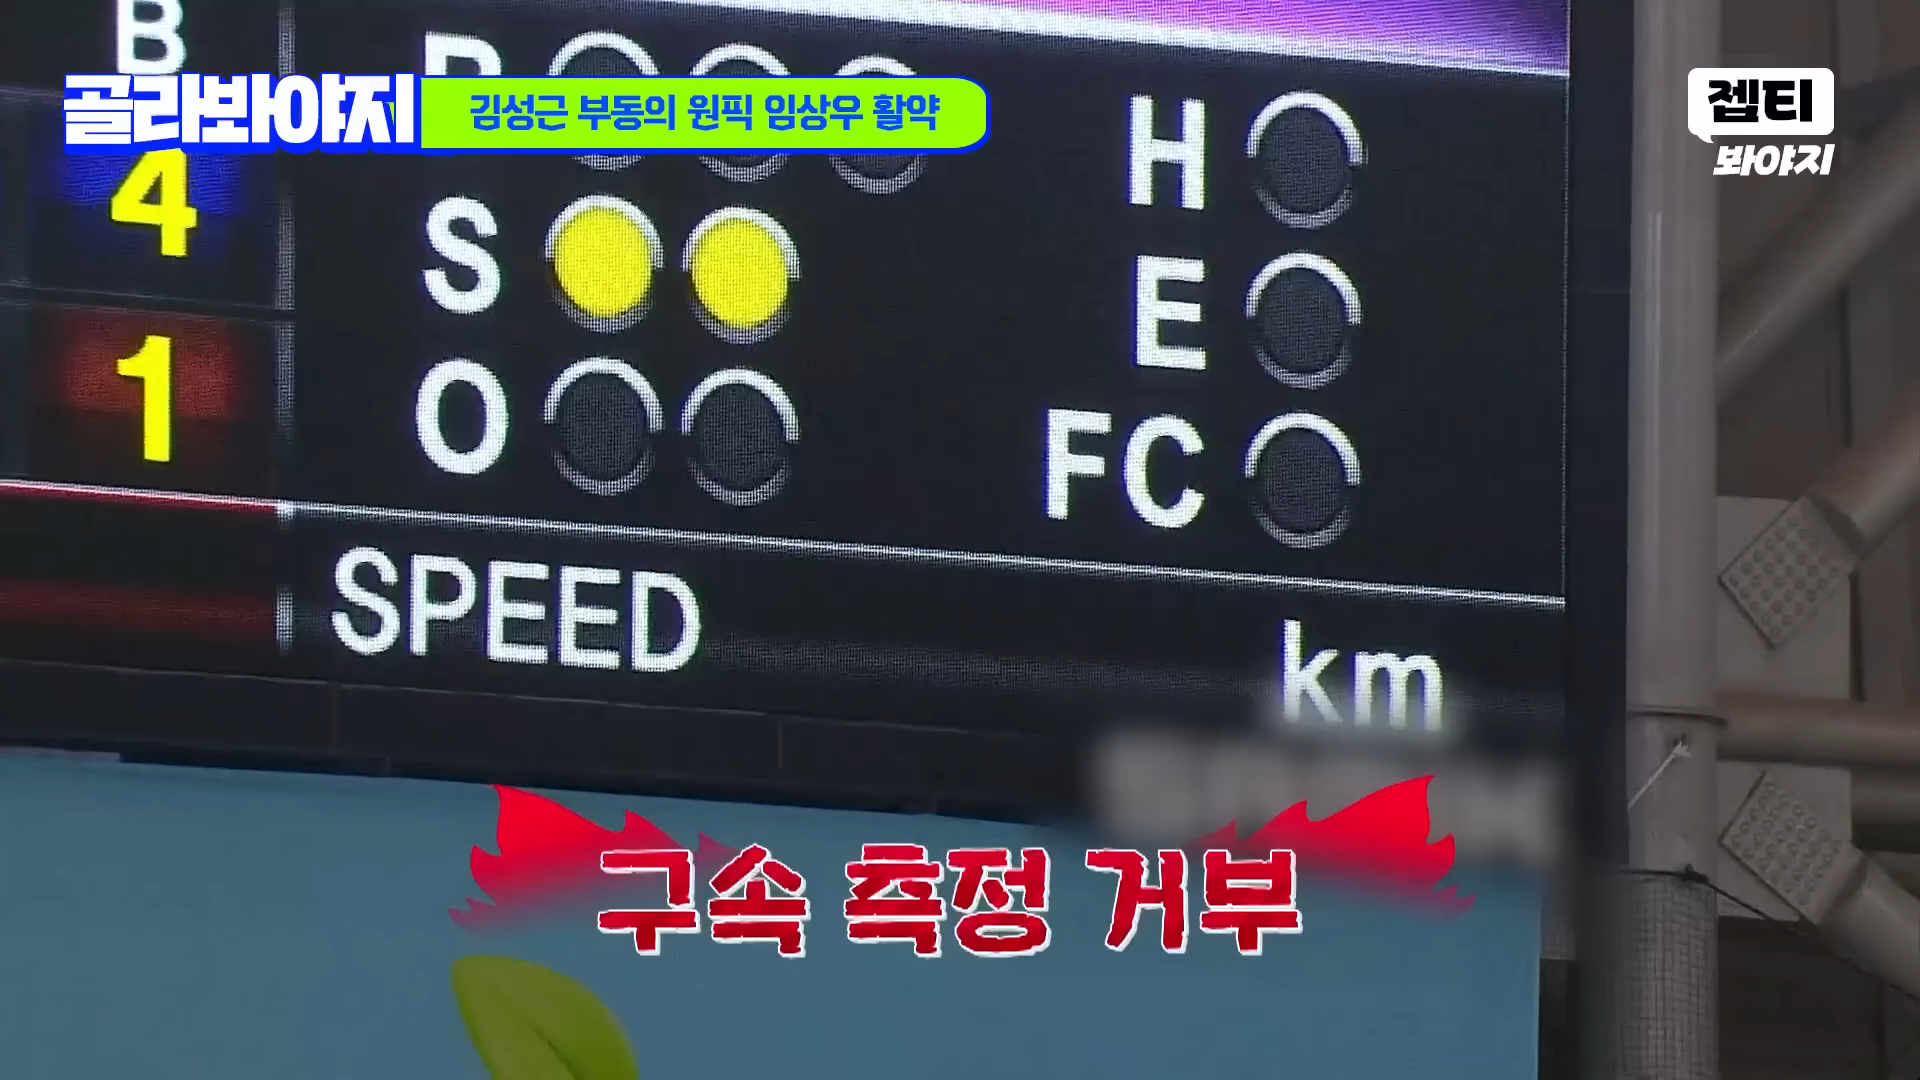 B
골라봐야지
김성근 부동의 원픽 임상우 활약
젭티
봐야지
4
1
H
S
E
O
FC
SPEED
km
구속 측정 거부